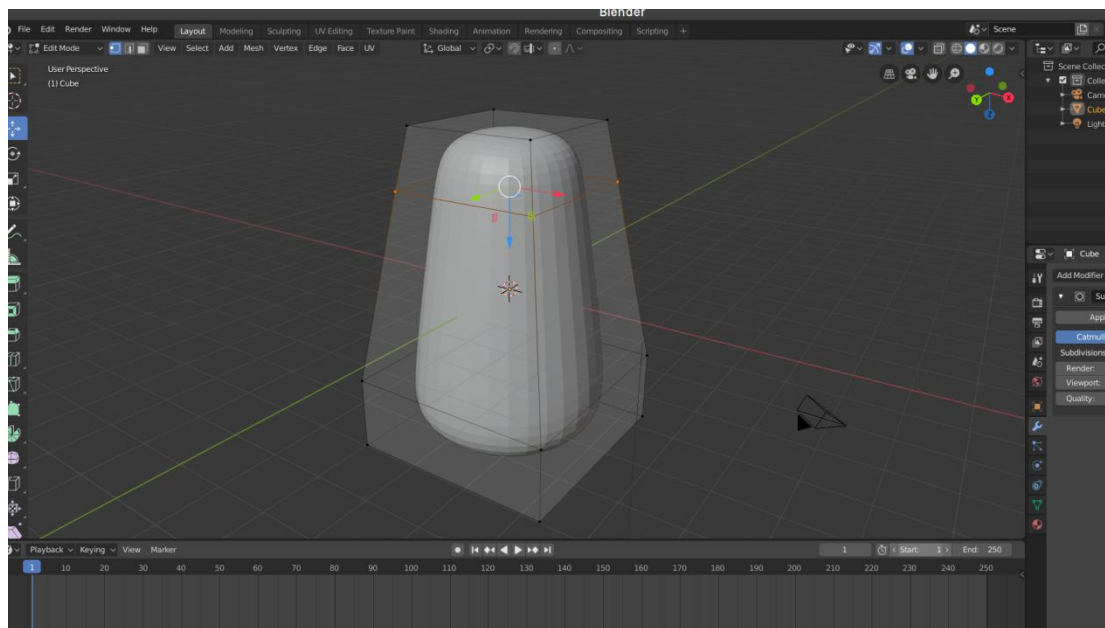 Blender
File Edit Render Window Help Layout Modeling Sculpting UV Editing Texture Paint Shading Animation Rendering Compositing Scripting + Scene
Edit Mode View Select Add Mesh Vertex Edge Face UV Global
User Perspective
(1) Cube
Scene Collec
Colle
Cam
Cube
Light
Y
X
Z
Cube
Add Modifier
Su
Appl
Catmull
Subdivisions
Render:
Viewport:
Quality:
Playback Keying View Marker 1 Start: 1 End: 250
1 10 20 30 40 50 60 70 80 90 100 110 120 130 140 150 160 170 180 190 200 210 220 230 240 250